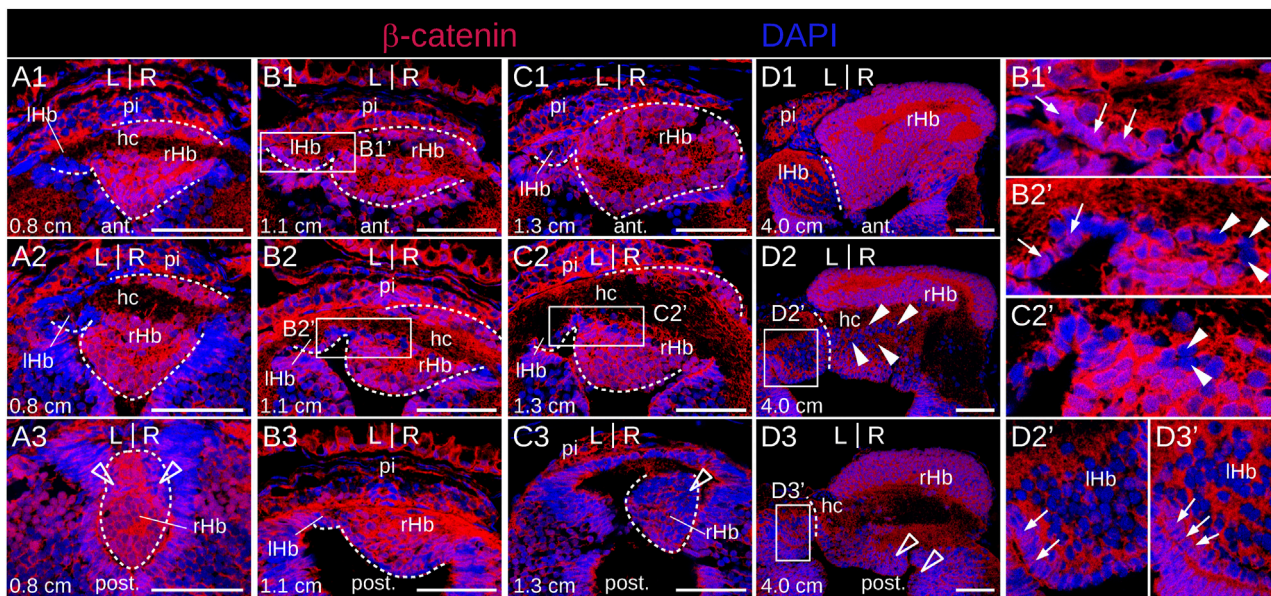 β-catenin DAPI
A1 L R pi lHb hc rHb 0.8 cm ant.
B1 L R pi lHb B1’ rHb 1.1 cm ant.
C1 L R pi rHb lHb 1.3 cm ant.
D1 L R pi rHb lHb 4.0 cm ant.
B1’
A2 L R pi hc lHb rHb 0.8 cm
B2 L R pi B2’ hc lHb rHb 1.1 cm
C2 L R pi hc C2’ rHb lHb 1.3 cm
D2 L R rHb D2’ hc 4.0 cm
B2’
C2’
A3 L R rHb 0.8 cm post.
B3 L R pi lHb rHb 1.1 cm post.
C3 L R pi rHb 1.3 cm post.
D3 L R rHb D3’ hc 4.0 cm post.
D2’ lHb
D3’ lHb